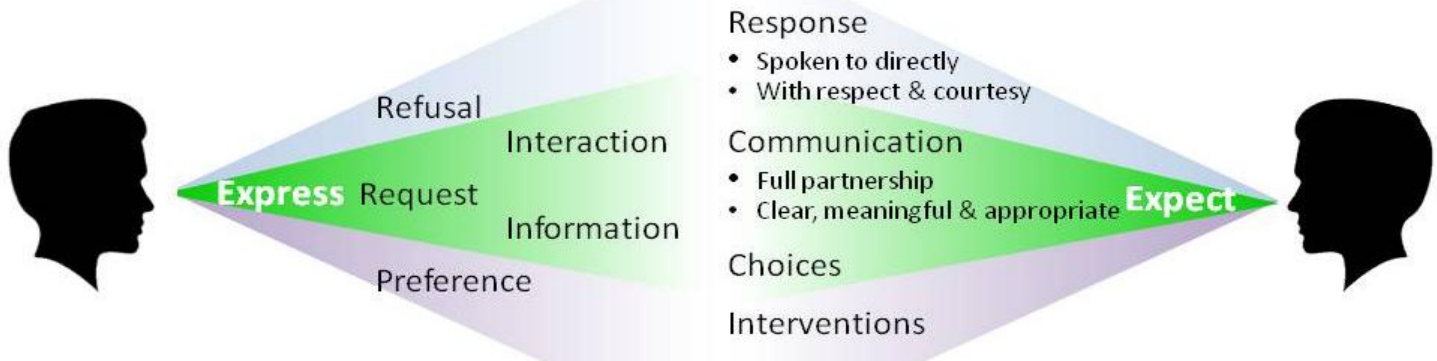 Refusal
Interaction
Express Request
Information
Preference
Response
• Spoken to directly
• With respect & courtesy
Communication
• Full partnership
• Clear, meaningful & appropriate
Expect
Choices
Interventions